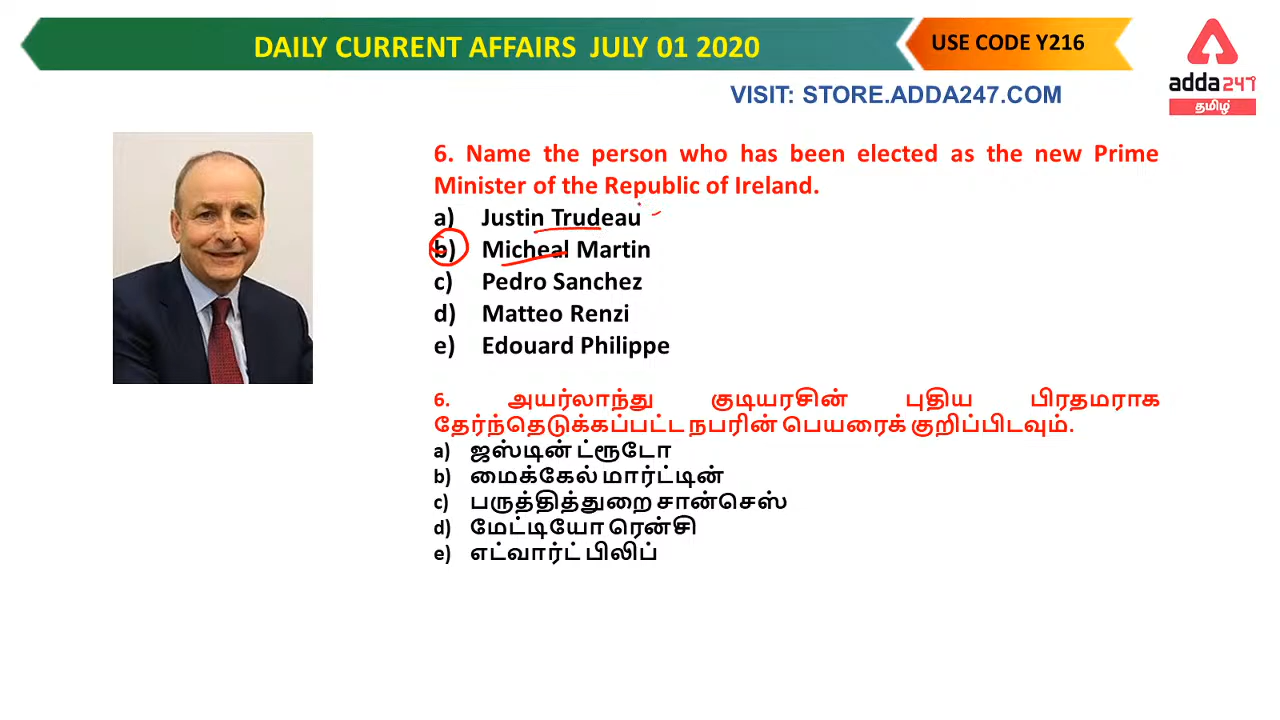 DAILY CURRENT AFFAIRS JULY 01 2020
USE CODE Y216
adda247
தமிழ்
VISIT: STORE.ADDA247.COM
6. Name the person who has been elected as the new Prime
Minister of the Republic of Ireland.
a) Justin Trudeau
b) Micheal Martin
c) Pedro Sanchez
d) Matteo Renzi
e) Edouard Philippe
6. அயர்லாந்து குடியரசின் புதிய பிரதமராக
தேர்ந்தெடுக்கப்பட்ட நபரின் பெயரைக் குறிப்பிடவும்.
a) ஜஸ்டின் ட்ரூடோ
b) மைக்கேல் மார்ட்டின்
c) பருத்தித்துறை சான்செஸ்
d) மேட்டியோ ரென்சி
e) எட்வார்ட் பிலிப்